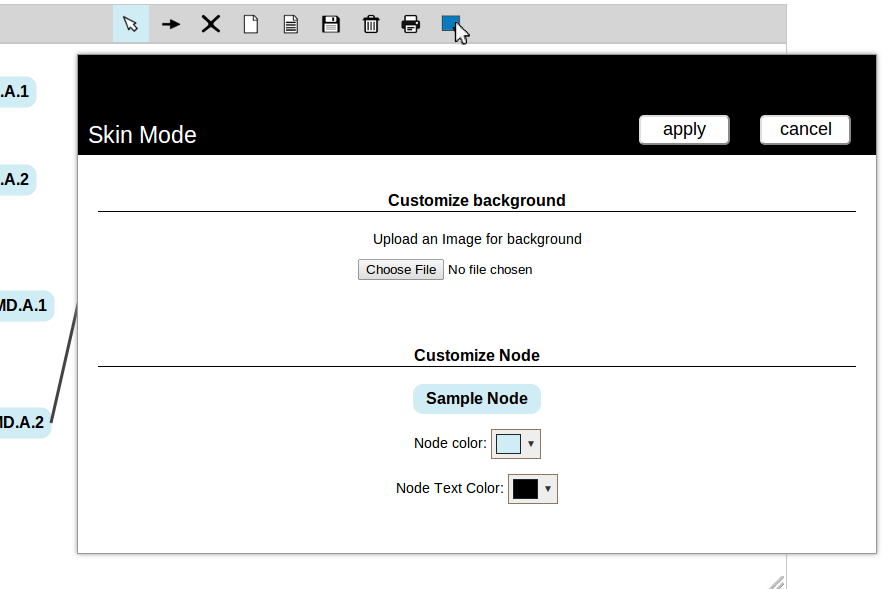 .A.1
.A.2
MD.A.1
MD.A.2
Skin Mode
apply
cancel
Customize background
Upload an Image for background
Choose File No file chosen
Customize Node
Sample Node
Node color:
Node Text Color: